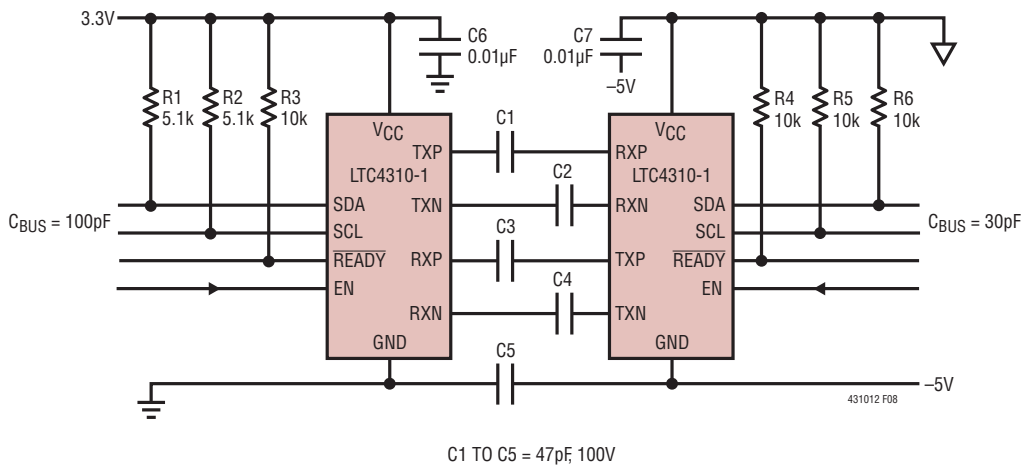 3.3V
C6
0.01µF
C7
0.01µF
–5V
R1
5.1k
R2
5.1k
R3
10k
R4
10k
R5
10k
R6
10k
VCC
TXP
LTC4310-1
SDA
TXN
SCL
READY
RXP
EN
RXN
GND
C1
C2
C3
C4
C5
VCC
RXP
LTC4310-1
RXN
SDA
SCL
TXP
READY
EN
TXN
GND
CBUS = 100pF
CBUS = 30pF
–5V
431012 F08
C1 TO C5 = 47pF, 100V